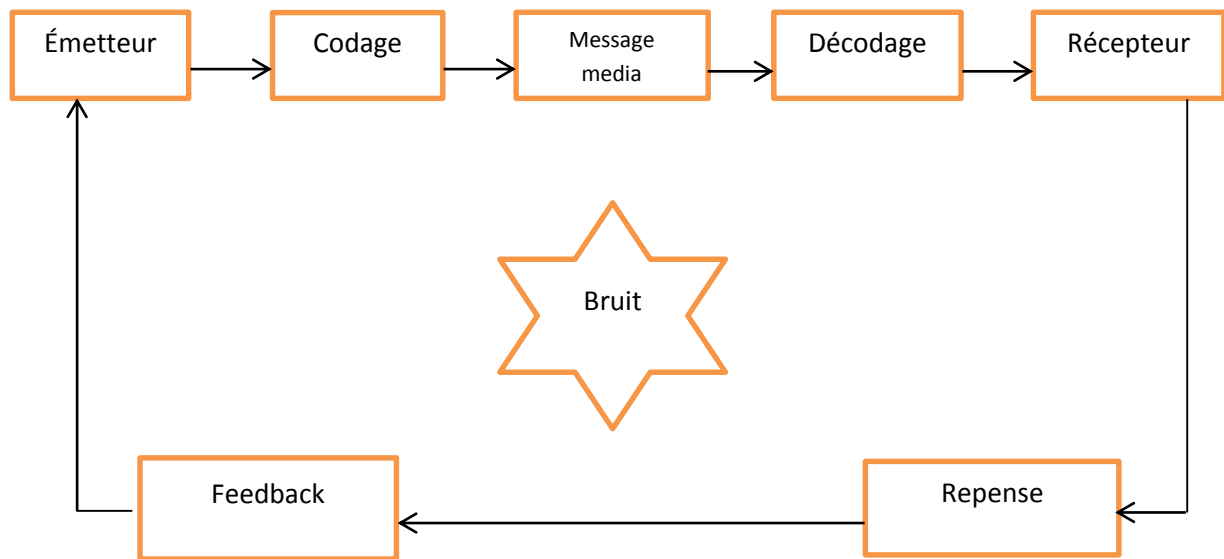 Émetteur
Codage
Message
media
Décodage
Récepteur
Bruit
Feedback
Repense